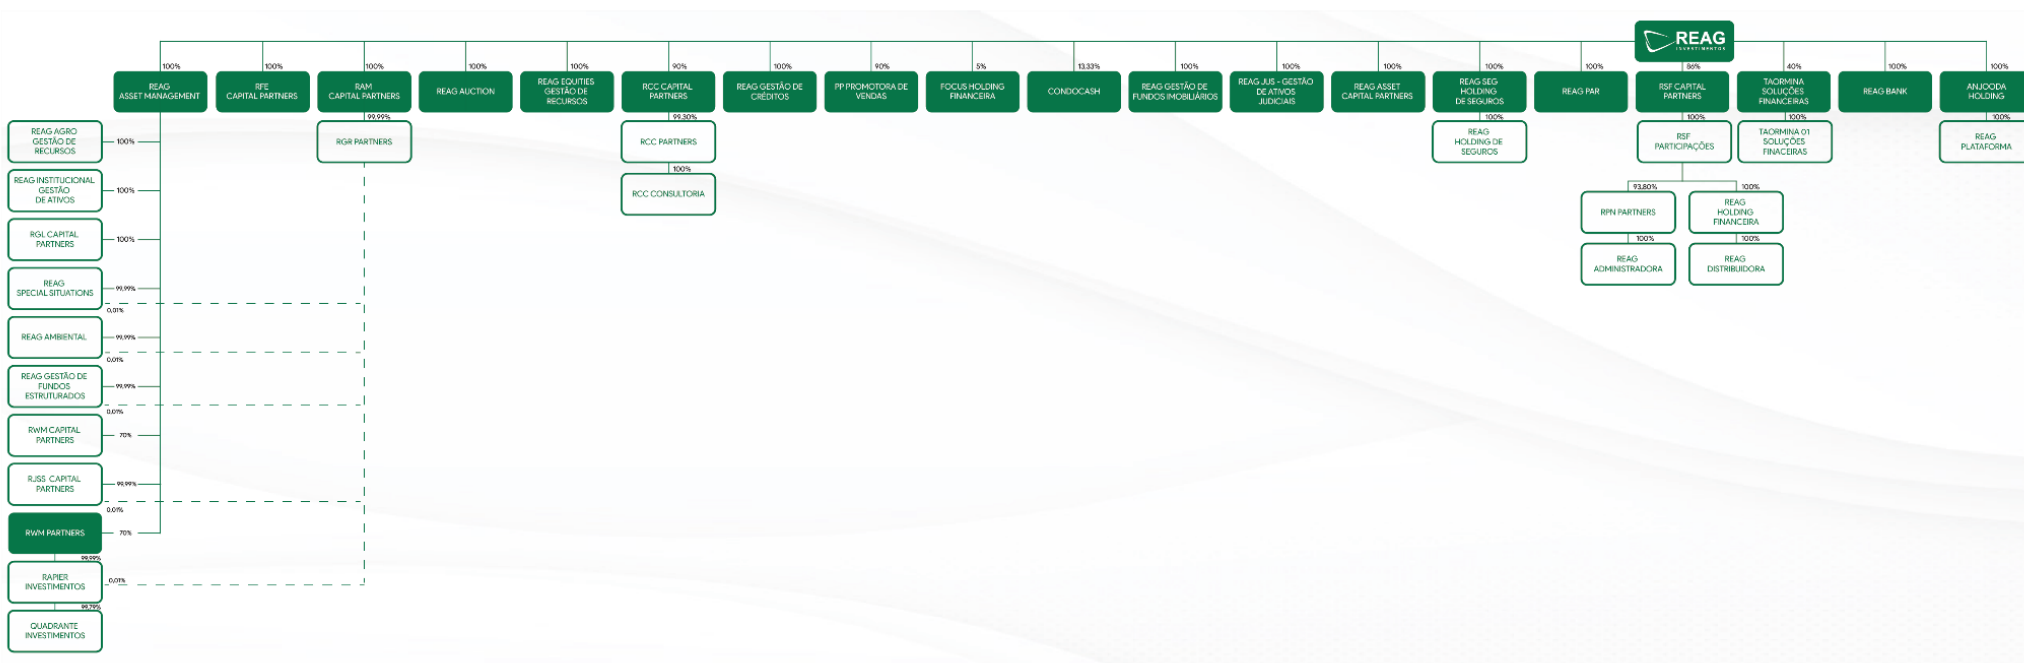 REAG
INVESTIMENTOS
100%
100%
100%
100%
100%
90%
100%
90%
5%
13,33%
100%
100%
100%
100%
100%
86%
40%
100%
100%
REAG
ASSET MANAGEMENT
RFE
CAPITAL PARTNERS
RAM
CAPITAL PARTNERS
REAG AUCTION
REAG EQUITIES
GESTÃO DE
RECURSOS
RCC CAPITAL
PARTNERS
REAG GESTÃO DE
CRÉDITOS
PP PROMOTORA DE
VENDAS
FOCUS HOLDING
FINANCEIRA
CONDOCASH
REAG GESTÃO DE
FUNDOS IMOBILIÁRIOS
REAG JUS - GESTÃO
DE ATIVOS
JUDICIAIS
REAG ASSET
CAPITAL PARTNERS
REAG SEG
HOLDING
DE SEGUROS
REAG PAR
RSF CAPITAL
PARTNERS
TAORMINA
SOLUÇÕES
FINANCEIRAS
REAG BANK
ANJOODA
HOLDING
99,99%
99,30%
100%
100%
100%
100%
REAG AGRO
GESTÃO DE
RECURSOS
100%
RGR PARTNERS
RCC PARTNERS
REAG
HOLDING DE
SEGUROS
RSF
PARTICIPAÇÕES
TAORMINA 01
SOLUÇÕES
FINACEIRAS
REAG
PLATAFORMA
100%
RCC CONSULTORIA
93,80%
100%
RPN PARTNERS
REAG
HOLDING
FINANCEIRA
100%
100%
REAG
ADMINISTRADORA
REAG
DISTRIBUIDORA
REAG INSTITUCIONAL
GESTÃO
DE ATIVOS
100%
RGL CAPITAL
PARTNERS
100%
REAG
SPECIAL SITUATIONS
99,99%
0,01%
REAG AMBIENTAL
99,99%
0,01%
REAG GESTÃO DE
FUNDOS
ESTRUTURADOS
99,99%
0,01%
RWM CAPITAL
PARTNERS
70%
RJSS CAPITAL
PARTNERS
99,99%
0,01%
RWM PARTNERS
70%
99,99%
RAPIER
INVESTIMENTOS
0,01%
99,79%
QUADRANTE
INVESTIMENTOS